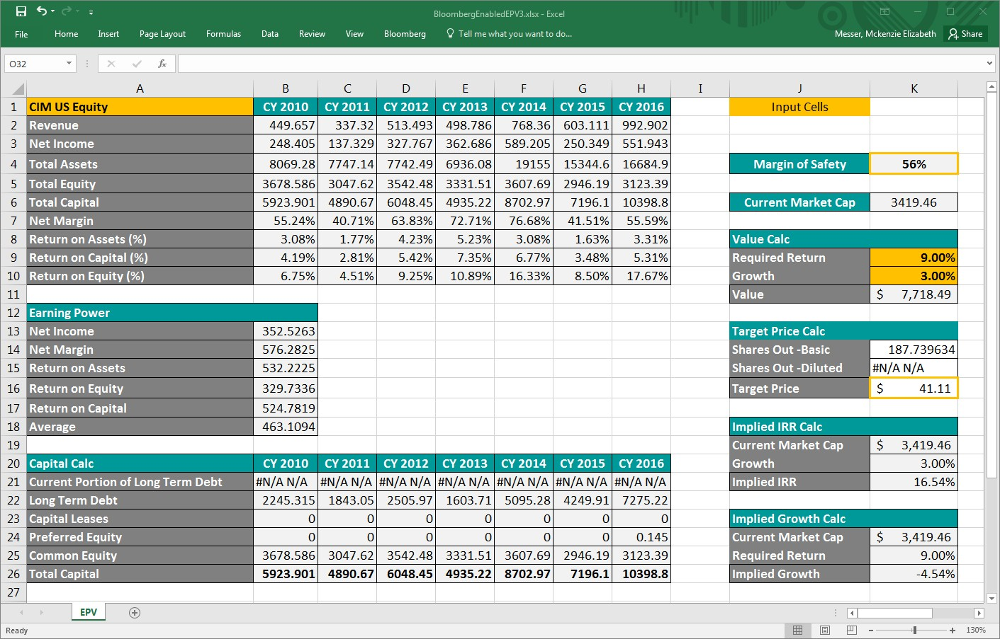 BloombergEnabledEPV3.xlsx - Excel
File Home Insert Page Layout Formulas Data Review View Bloomberg Tell me what you want to do... Messer, Mckenzie Elizabeth Share
O32 fx
A B C D E F G H I J K
1 CIM US Equity CY 2010 CY 2011 CY 2012 CY 2013 CY 2014 CY 2015 CY 2016 Input Cells
2 Revenue 449.657 337.32 513.493 498.786 768.36 603.111 992.902
3 Net Income 248.405 137.329 327.767 362.686 589.205 250.349 551.943
4 Total Assets 8069.28 7747.14 7742.49 6936.08 19155 15344.6 16684.9 Margin of Safety 56%
5 Total Equity 3678.586 3047.62 3542.48 3331.51 3607.69 2946.19 3123.39
6 Total Capital 5923.901 4890.67 6048.45 4935.22 8702.97 7196.1 10398.8 Current Market Cap 3419.46
7 Net Margin 55.24% 40.71% 63.83% 72.71% 76.68% 41.51% 55.59%
8 Return on Assets (%) 3.08% 1.77% 4.23% 5.23% 3.08% 1.63% 3.31% Value Calc
9 Return on Capital (%) 4.19% 2.81% 5.42% 7.35% 6.77% 3.48% 5.31% Required Return 9.00%
10 Return on Equity (%) 6.75% 4.51% 9.25% 10.89% 16.33% 8.50% 17.67% Growth 3.00%
11 Value $ 7,718.49
12 Earning Power
13 Net Income 352.5263 Target Price Calc
14 Net Margin 576.2825 Shares Out -Basic 187.739634
15 Return on Assets 532.2225 Shares Out -Diluted #N/A N/A
16 Return on Equity 329.7336 Target Price $ 41.11
17 Return on Capital 524.7819
18 Average 463.1094 Implied IRR Calc
19 Current Market Cap $ 3,419.46
20 Capital Calc CY 2010 CY 2011 CY 2012 CY 2013 CY 2014 CY 2015 CY 2016 Growth 3.00%
21 Current Portion of Long Term Debt #N/A N/A #N/A N/A #N/A N/A #N/A N/A #N/A N/A #N/A N/A #N/A N/A Implied IRR 16.54%
22 Long Term Debt 2245.315 1843.05 2505.97 1603.71 5095.28 4249.91 7275.22
23 Capital Leases 0 0 0 0 0 0 0 Implied Growth Calc
24 Preferred Equity 0 0 0 0 0 0 0.145 Current Market Cap $ 3,419.46
25 Common Equity 3678.586 3047.62 3542.48 3331.51 3607.69 2946.19 3123.39 Required Return 9.00%
26 Total Capital 5923.901 4890.67 6048.45 4935.22 8702.97 7196.1 10398.8 Implied Growth -4.54%
27
EPV
Ready 130%